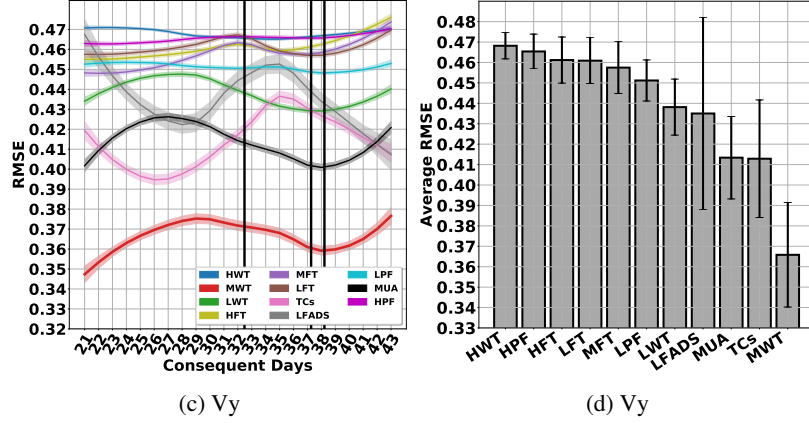 0.47
0.46
0.45
0.44
0.43
0.42
0.41
0.40
0.39
0.38
0.37
0.36
0.35
0.34
0.33
0.32
RMSE
HWT
MWT
LWT
HFT
MFT
LFT
TCs
LFADS
LPF
MUA
HPF
21 22 23 24 25 26 27 28 29 30 31 32 33 34 35 36 37 38 39 40 41 42 43
Consequent Days
(c) Vy
0.48
0.47
0.46
0.45
0.44
0.43
0.42
0.41
0.40
0.39
0.38
0.37
0.36
0.35
0.34
0.33
Average RMSE
HWT HPF HFT LFT MFT LPF LWT LFADS MUA TCs MWT
(d) Vy